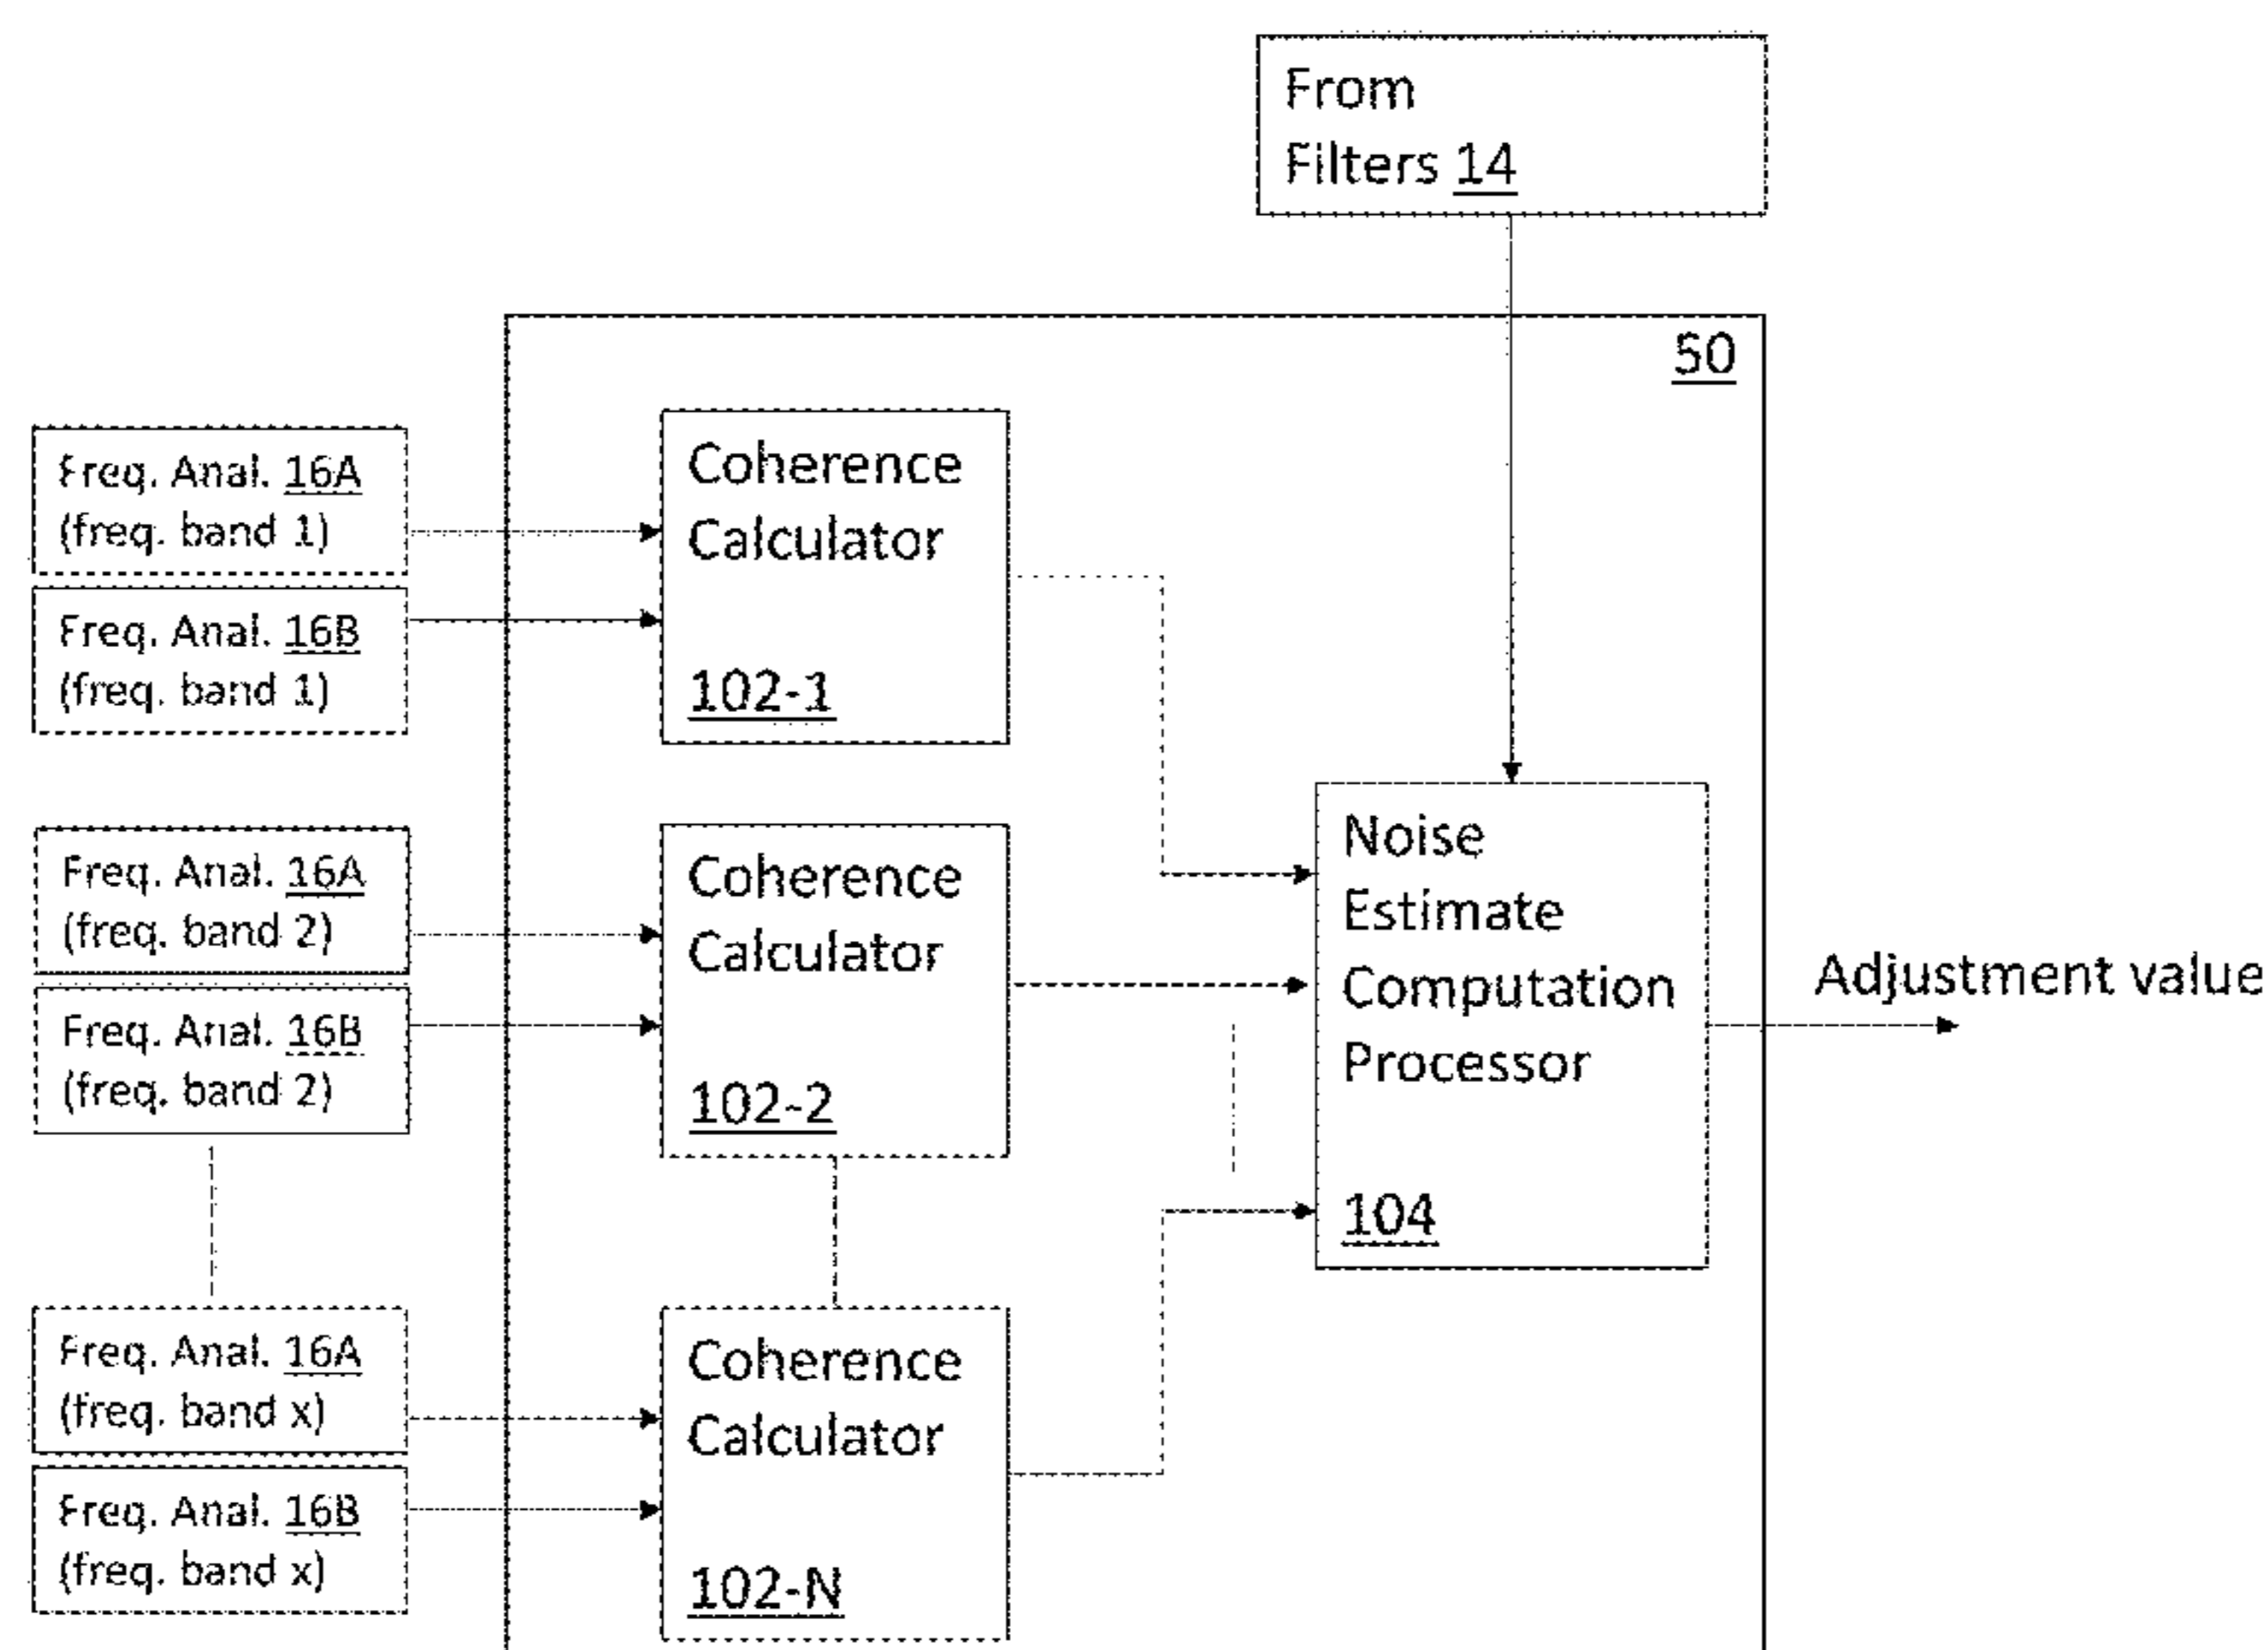 From
Filters 14
50
Freq. Anal. 16A
(freq. band 1)
Freq. Anal. 16B
(freq. band 1)
Coherence
Calculator
102-1
Freq. Anal. 16A
(freq. band 2)
Freq. Anal. 16B
(freq. band 2)
Coherence
Calculator
102-2
Noise
Estimate
Computation
Processor
104
Adjustment value
Freq. Anal. 16A
(freq. band x)
Freq. Anal. 16B
(freq. band x)
Coherence
Calculator
102-N